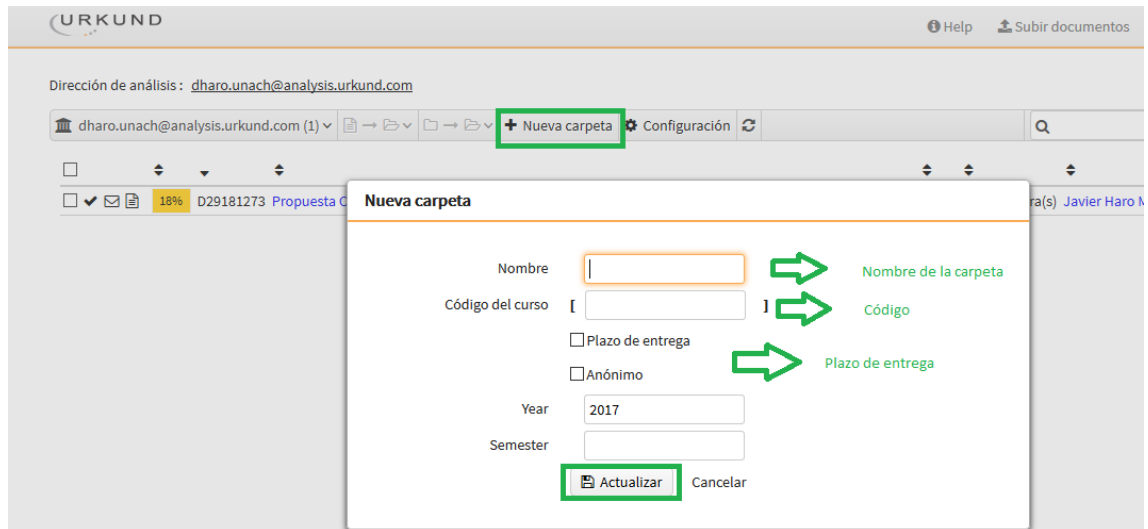 URKUND
Help Subir documentos
Dirección de análisis : dharo.unach@analysis.urkund.com
dharo.unach@analysis.urkund.com (1) + Nueva carpeta Configuración
18% D29181273 Propuesta ra(s) Javier Haro
Nueva carpeta
Nombre Nombre de la carpeta
Código del curso [ ] Código
Plazo de entrega
Plazo de entrega
Anónimo
Year 2017
Semester
Actualizar Cancelar